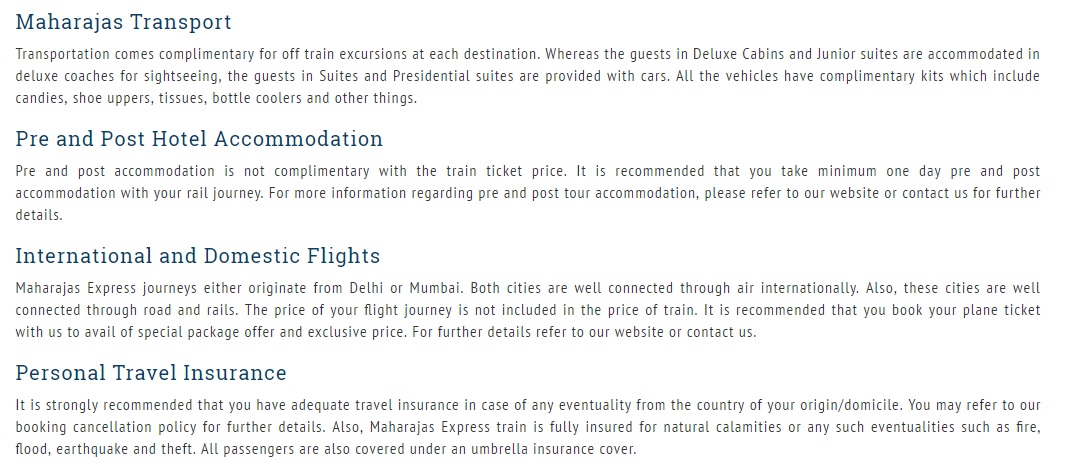 Maharajas Transport
Transportation comes complimentary for off train excursions at each destination. Whereas the guests in Deluxe Cabins and Junior suites are accommodated in
deluxe coaches for sightseeing, the guests in Suites and Presidential suites are provided with cars. All the vehicles have complimentary kits which include
candies, shoe uppers, tissues, bottle coolers and other things.
Pre and Post Hotel Accommodation
Pre and post accommodation is not complimentary with the train ticket price. It is recommended that you take minimum one day pre and post
accommodation with your rail journey. For more information regarding pre and post tour accommodation, please refer to our website or contact us for further
details.
International and Domestic Flights
Maharajas Express journeys either originate from Delhi or Mumbai. Both cities are well connected through air internationally. Also, these cities are well
connected through road and rails. The price of your flight journey is not included in the price of train. It is recommended that you book your plane ticket
with us to avail of special package offer and exclusive price. For further details refer to our website or contact us.
Personal Travel Insurance
It is strongly recommended that you have adequate travel insurance in case of any eventuality from the country of your origin/domicile. You may refer to our
booking cancellation policy for further details. Also, Maharajas Express train is fully insured for natural calamities or any such eventualities such as fire,
flood, earthquake and theft. All passengers are also covered under an umbrella insurance cover.